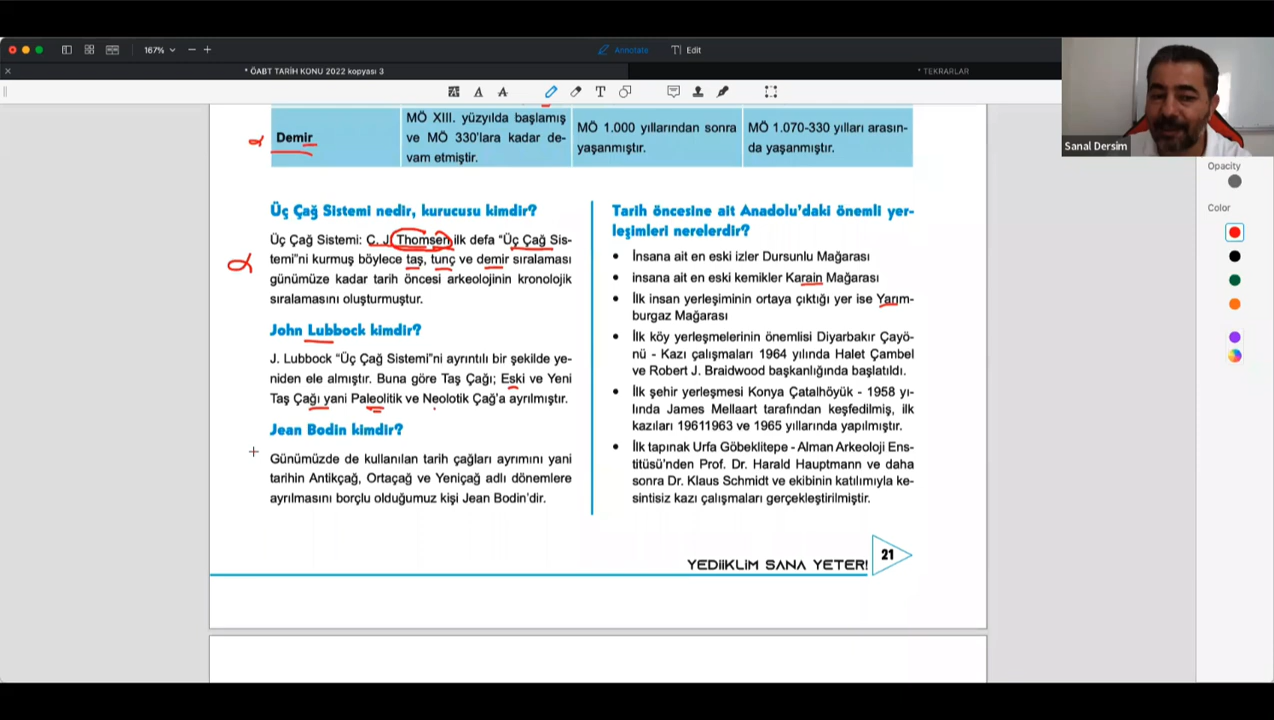 167%
Annotate
Edit
* ÖABT TARİH KONU 2022 kopyası 3
* TEKRARLAR
Demir
MÖ XIII. yüzyılda başlamış
ve MÖ 330'lara kadar de-
vam etmiştir.
MÖ 1.000 yıllarından sonra
yaşanmıştır.
MÖ 1.070-330 yılları arasın-
da yaşanmıştır.
Sanal Dersim
Opacity
Color
Üç Çağ Sistemi nedir, kurucusu kimdir?
Üç Çağ Sistemi: C. J Thomsen ilk defa “Üç Çağ Sis-
temi”ni kurmuş böylece taş, tunç ve demir sıralaması
günümüze kadar tarih öncesi arkeolojinin kronolojik
sıralamasını oluşturmuştur.
John Lubbock kimdir?
J. Lubbock “Üç Çağ Sistemi”ni ayrıntılı bir şekilde ye-
niden ele almıştır. Buna göre Taş Çağı; Eski ve Yeni
Taş Çağı yani Paleolitik ve Neolotik Çağ’a ayrılmıştır.
Jean Bodin kimdir?
Günümüzde de kullanılan tarih çağları ayrımını yani
tarihin Antikçağ, Ortaçağ ve Yeniçağ adlı dönemlere
ayrılmasını borçlu olduğumuz kişi Jean Bodin’dir.
Tarih öncesine ait Anadolu’daki önemli yer-
leşimleri nerelerdir?
• İnsana ait en eski izler Dursunlu Mağarası
• insana ait en eski kemikler Karain Mağarası
• İlk insan yerleşiminin ortaya çıktığı yer ise Yarım-
burgaz Mağarası
• İlk köy yerleşmelerinin önemlisi Diyarbakır Çayö-
nü - Kazı çalışmaları 1964 yılında Halet Çambel
ve Robert J. Braidwood başkanlığında başlatıldı.
• İlk şehir yerleşmesi Konya Çatalhöyük - 1958 yı-
lında James Mellaart tarafından keşfedilmiş, ilk
kazıları 19611963 ve 1965 yıllarında yapılmıştır.
• İlk tapınak Urfa Göbeklitepe - Alman Arkeoloji Ens-
titüsü’nden Prof. Dr. Harald Hauptmann ve daha
sonra Dr. Klaus Schmidt ve ekibinin katılımıyla ke-
sintisiz kazı çalışmaları gerçekleştirilmiştir.
YEDİİKLİM SANA YETER!
21